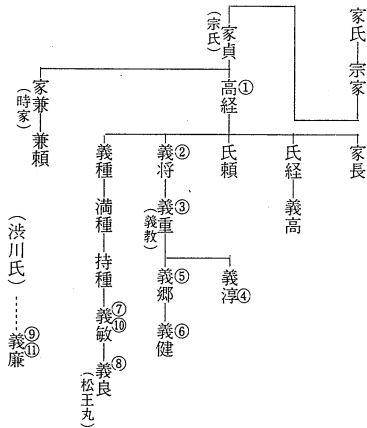 家氏
宗家
家貞
(宗氏)
高経①
家兼
(時家)
兼頼
家長
氏経
義高
氏頼
義将②
義重③
(義教)
義淳④
義郷⑤
義健⑥
義種
満種
持種
義敏⑦⑩
義良⑧
(松王丸)
(渋川氏)
義廉⑨⑪